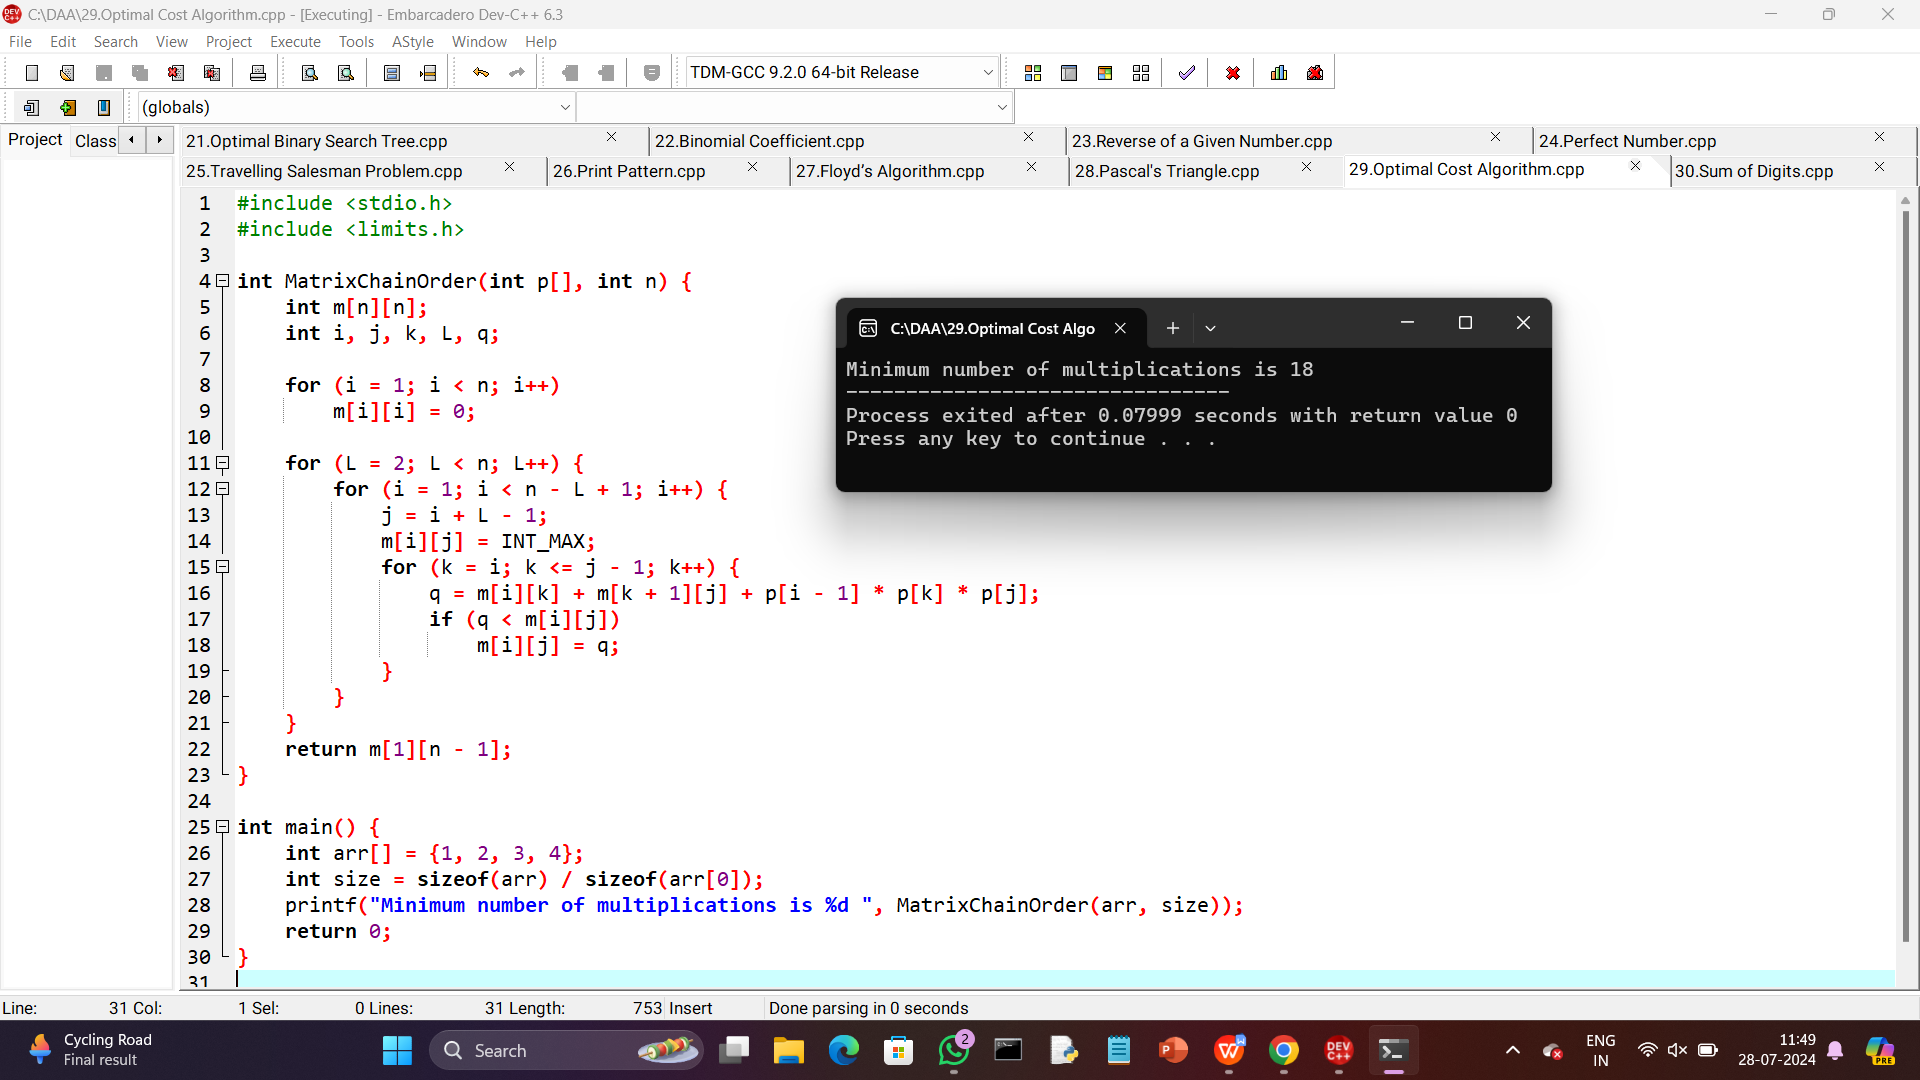 C:\DAA\29.Optimal Cost Algorithm.cpp - [Executing] - Embarcadero Dev-C++ 6.3
File Edit Search View Project Execute Tools AStyle Window Help
TDM-GCC 9.2.0 64-bit Release
(globals)
Project Class
21.Optimal Binary Search Tree.cpp 22.Binomial Coefficient.cpp 23.Reverse of a Given Number.cpp 24.Perfect Number.cpp
25.Travelling Salesman Problem.cpp 26.Print Pattern.cpp 27.Floyd’s Algorithm.cpp 28.Pascal's Triangle.cpp 29.Optimal Cost Algorithm.cpp 30.Sum of Digits.cpp
1 #include <stdio.h>
2 #include <limits.h>
3
4 int MatrixChainOrder(int p[], int n) {
5 int m[n][n];
6 int i, j, k, L, q;
7
8 for (i = 1; i < n; i++)
9 m[i][i] = 0;
10
11 for (L = 2; L < n; L++) {
12 for (i = 1; i < n - L + 1; i++) {
13 j = i + L - 1;
14 m[i][j] = INT_MAX;
15 for (k = i; k <= j - 1; k++) {
16 q = m[i][k] + m[k + 1][j] + p[i - 1] * p[k] * p[j];
17 if (q < m[i][j])
18 m[i][j] = q;
19 }
20 }
21 }
22 return m[1][n - 1];
23 }
24
25 int main() {
26 int arr[] = {1, 2, 3, 4};
27 int size = sizeof(arr) / sizeof(arr[0]);
28 printf("Minimum number of multiplications is %d ", MatrixChainOrder(arr, size));
29 return 0;
30 }
31
C:\DAA\29.Optimal Cost Algo
Minimum number of multiplications is 18
--------------------------------
Process exited after 0.07999 seconds with return value 0
Press any key to continue . . .
Line: 31 Col: 1 Sel: 0 Lines: 31 Length: 753 Insert Done parsing in 0 seconds
Cycling Road
Final result
Search
2
DEV
C++
ENG
IN
11:49
28-07-2024
PRE